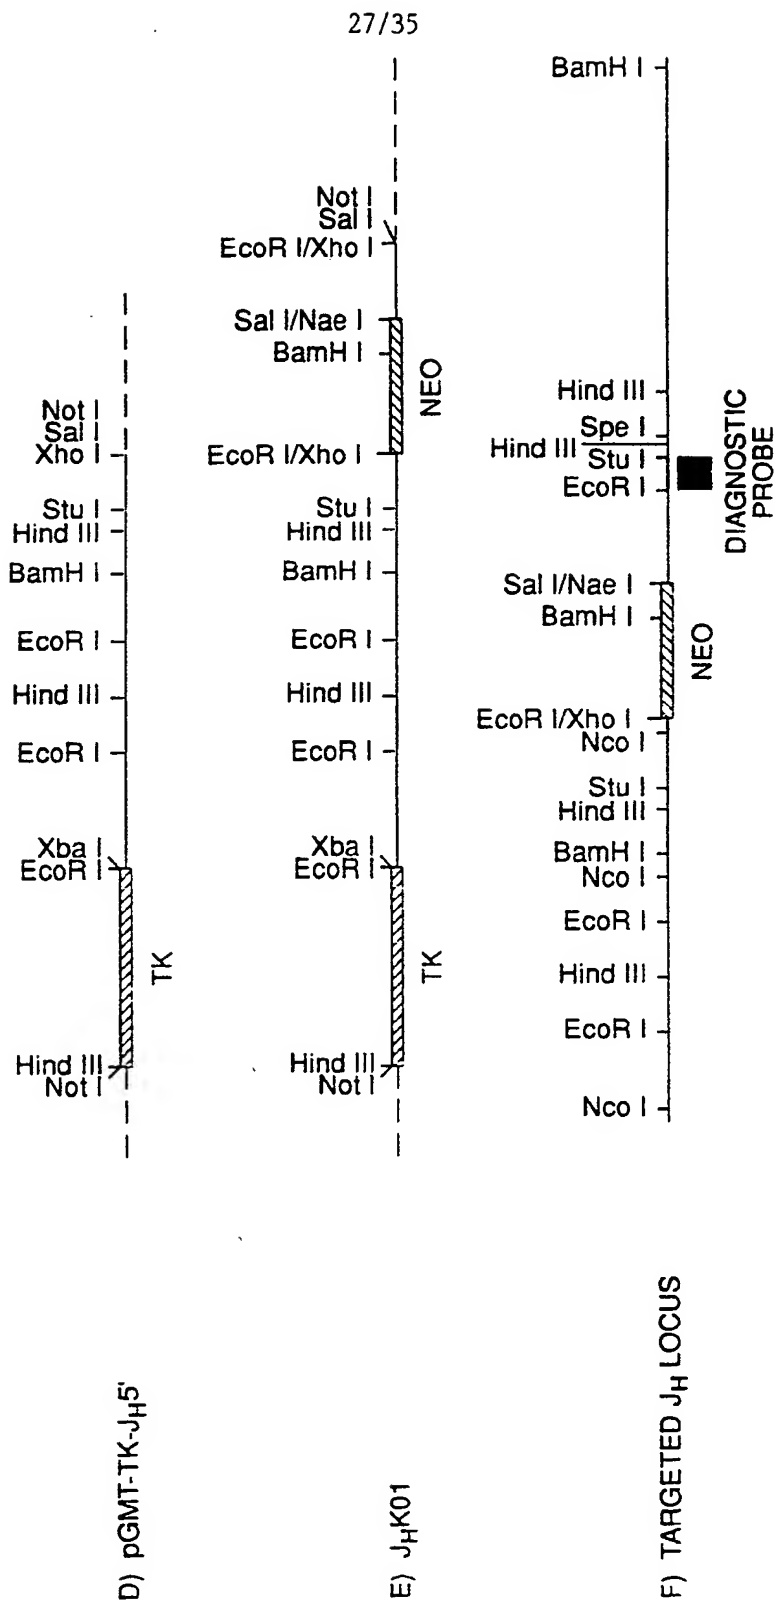 27/35
D) pGMT-TK-JH5'
Not I
Sal I
Xho I
Stu I
Hind III
BamH I
EcoR I
Hind III
EcoR I
Xba I
EcoR I
TK
Hind III
Not I
E) JHK01
Not I
Sal I
EcoR I/Xho I
Sal I/Nae I
BamH I
NEO
EcoR I/Xho I
Stu I
Hind III
BamH I
EcoR I
Hind III
EcoR I
Xba I
EcoR I
TK
Hind III
Not I
F) TARGETED JH LOCUS
BamH I
Hind III
Spe I
Hind III
Stu I
EcoR I
DIAGNOSTIC
PROBE
Sal I/Nae I
BamH I
NEO
EcoR I/Xho I
Nco I
Stu I
Hind III
BamH I
Nco I
EcoR I
Hind III
EcoR I
Nco I